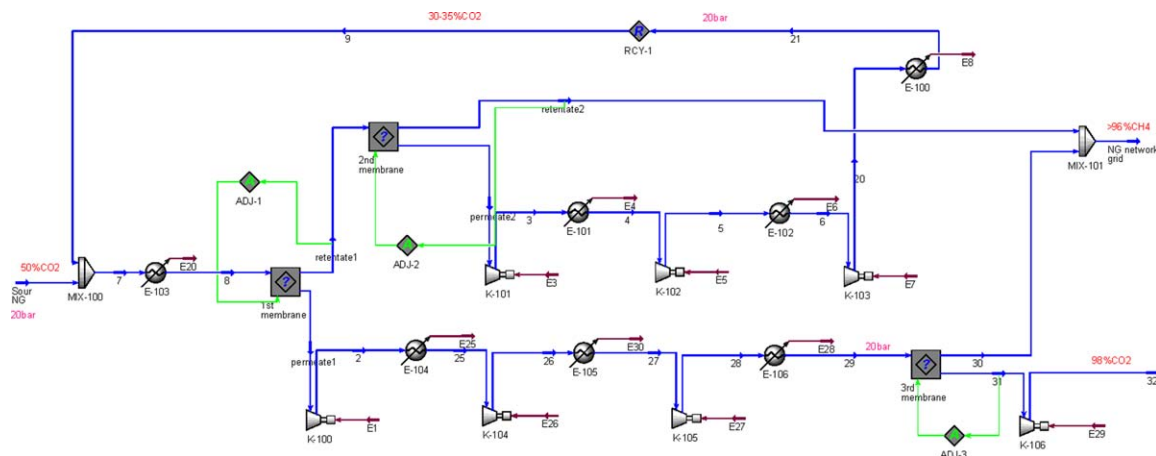 30-35%CO2
20bar
9
RCY-1
21
E-100
E8
retentate2
>96%CH4
NG network
grid
MIX-101
2nd
membrane
20
ADJ-1
permeate2
3
E4
E-101
4
5
E6
E-102
6
ADJ-2
retentate1
50%CO2
Sour
NG
20bar
MIX-100
7
E20
E-103
8
1st
membrane
K-101
E3
K-102
E5
K-103
E7
permeate1
2
E25
E-104
25
26
E30
E-105
27
28
E28
E-106
20bar
29
30
3rd
membrane
31
98%CO2
32
K-100
E1
K-104
E26
K-105
E27
K-106
E29
ADJ-3